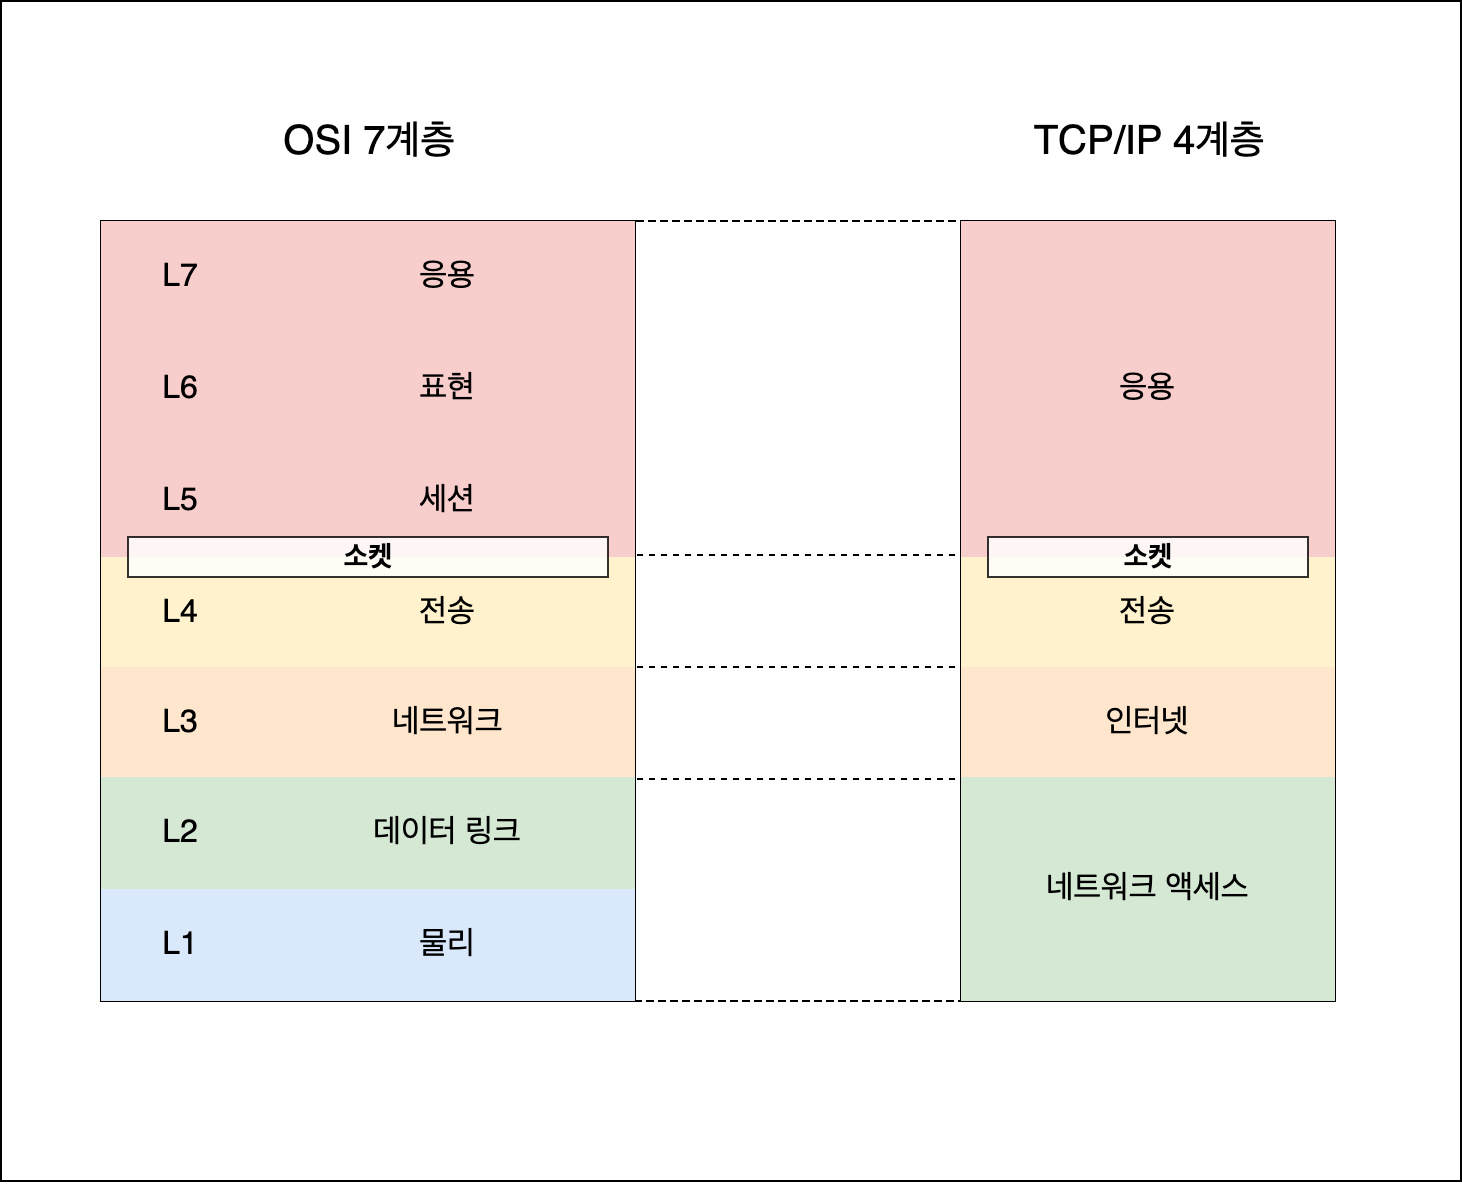 OSI 7계층
TCP/IP 4계층
L7 응용
L6 표현
L5 세션
소켓
L4 전송
L3 네트워크
L2 데이터 링크
L1 물리
응용
소켓
전송
인터넷
네트워크 액세스